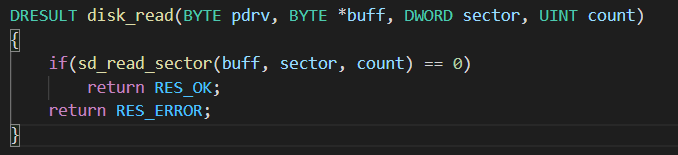 DRESULT disk_read(BYTE pdrv, BYTE *buff, DWORD sector, UINT count)
{
    if(sd_read_sector(buff, sector, count) == 0)
        return RES_OK;
    return RES_ERROR;
}